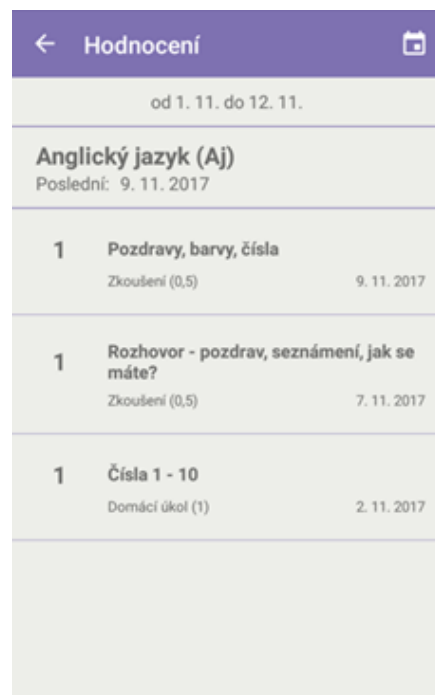 Hodnocení
od 1. 11. do 12. 11.
Anglický jazyk (Aj)
Poslední: 9. 11. 2017
1 Pozdravy, barvy, čísla
Zkoušení (0,5) 9. 11. 2017
1 Rozhovor - pozdrav, seznámení, jak se
máte?
Zkoušení (0,5) 7. 11. 2017
1 Čísla 1 - 10
Domácí úkol (1) 2. 11. 2017